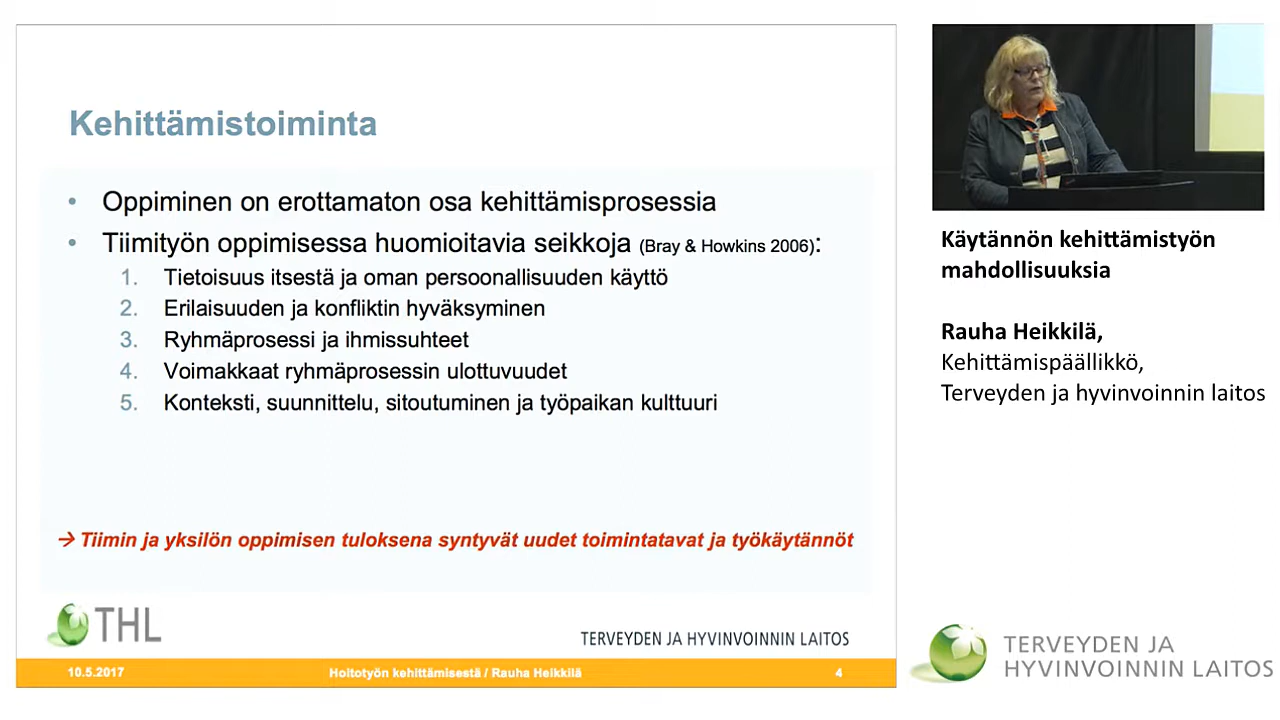 Kehittämistoiminta
• Oppiminen on erottamaton osa kehittämisprosessia
• Tiimityön oppimisessa huomioitavia seikkoja (Bray & Howkins 2006):
1. Tietoisuus itsestä ja oman persoonallisuuden käyttö
2. Erilaisuuden ja konfliktin hyväksyminen
3. Ryhmäprosessi ja ihmissuhteet
4. Voimakkaat ryhmäprosessin ulottuvuudet
5. Konteksti, suunnittelu, sitoutuminen ja työpaikan kulttuuri
→ Tiimin ja yksilön oppimisen tuloksena syntyvät uudet toimintatavat ja työkäytännöt
THL
TERVEYDEN JA HYVINVOINNIN LAITOS
10.5.2017
Hoitotyön kehittämisestä / Rauha Heikkilä
4
Käytännön kehittämistyön
mahdollisuuksia
Rauha Heikkilä,
Kehittämispäällikkö,
Terveyden ja hyvinvoinnin laitos
TERVEYDEN JA
HYVINVOINNIN LAITOS